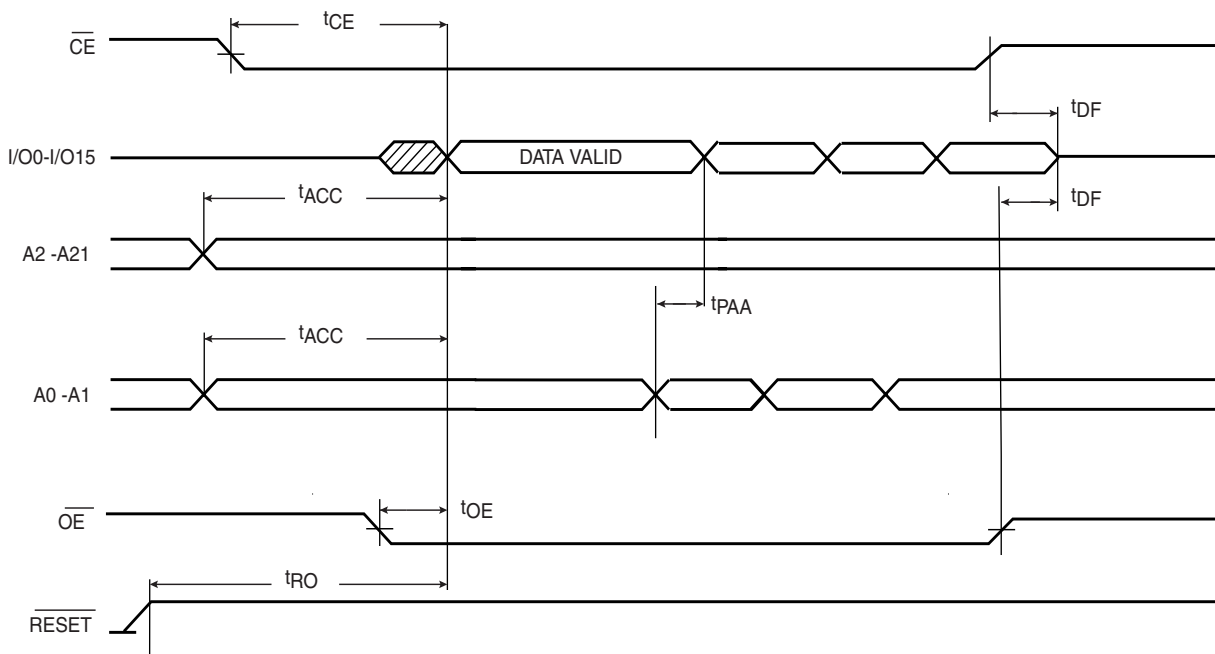 tCE
CE
tDF
I/O0-I/O15
DATA VALID
tACC
tDF
A2 -A21
tPAA
tACC
A0 -A1
tOE
OE
tRO
RESET